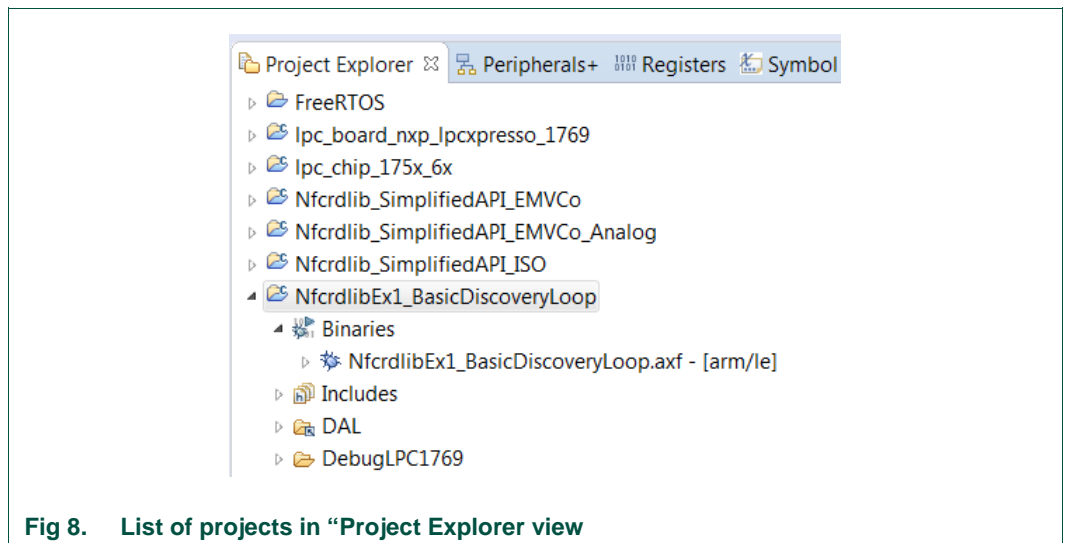 Project Explorer Peripherals+ Registers Symbol
FreeRTOS
lpc_board_nxp_lpcxpresso_1769
lpc_chip_175x_6x
Nfcrdlib_SimplifiedAPI_EMVCo
Nfcrdlib_SimplifiedAPI_EMVCo_Analog
Nfcrdlib_SimplifiedAPI_ISO
NfcrdlibEx1_BasicDiscoveryLoop
Binaries
NfcrdlibEx1_BasicDiscoveryLoop.axf - [arm/le]
Includes
DAL
DebugLPC1769
Fig 8. List of projects in “Project Explorer view